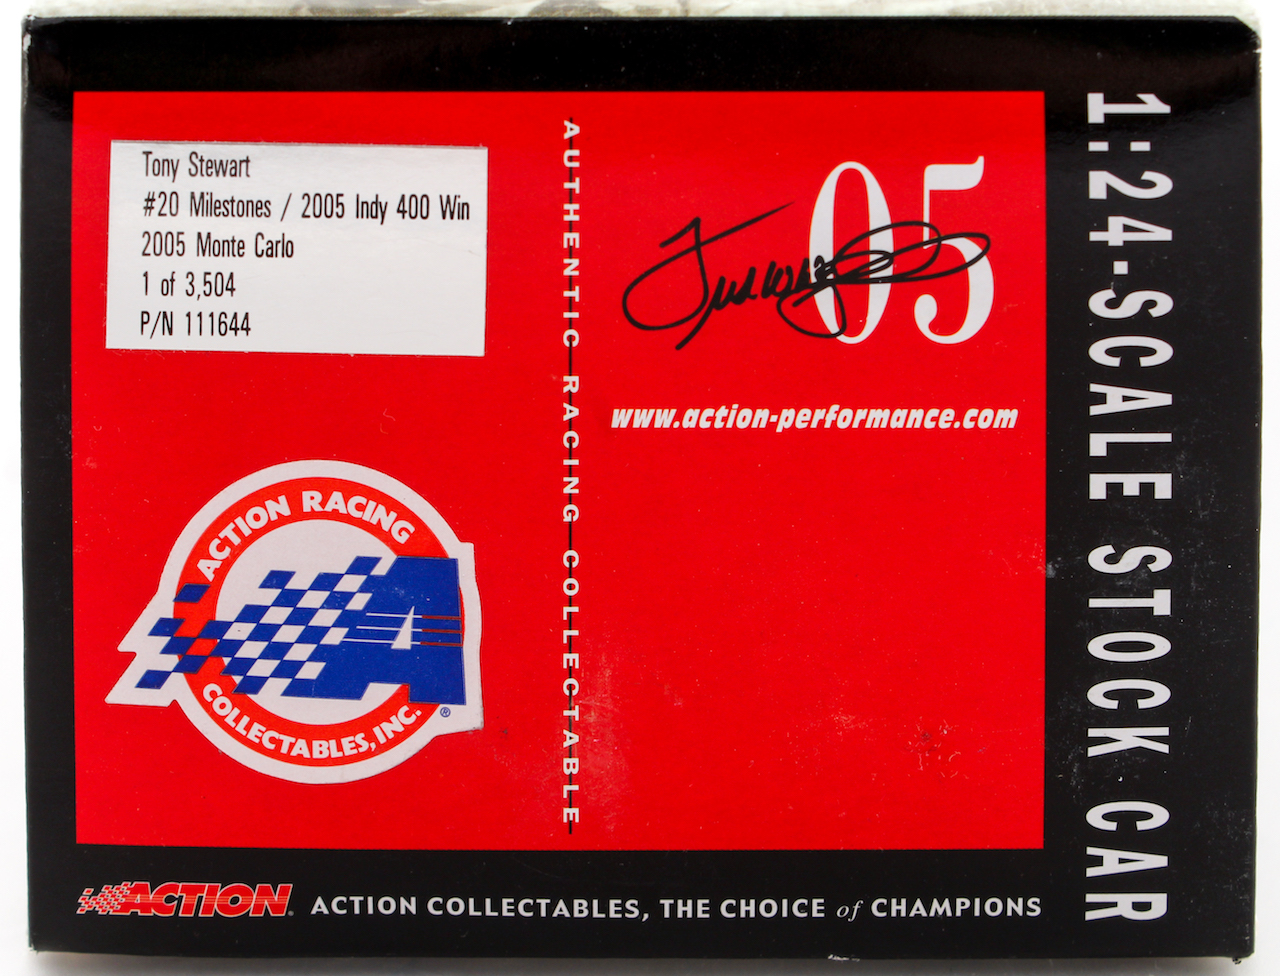 Tony Stewart
#20 Milestones / 2005 Indy 400 Win
2005 Monte Carlo
1 of 3,504
P/N 111644
ACTION RACING
COLLECTABLES, INC.
®
AUTHENTIC RACING COLLECTABLE
05
www.action-performance.com
1:24-SCALE STOCK CAR
ACTION
ACTION COLLECTABLES, THE CHOICE of CHAMPIONS